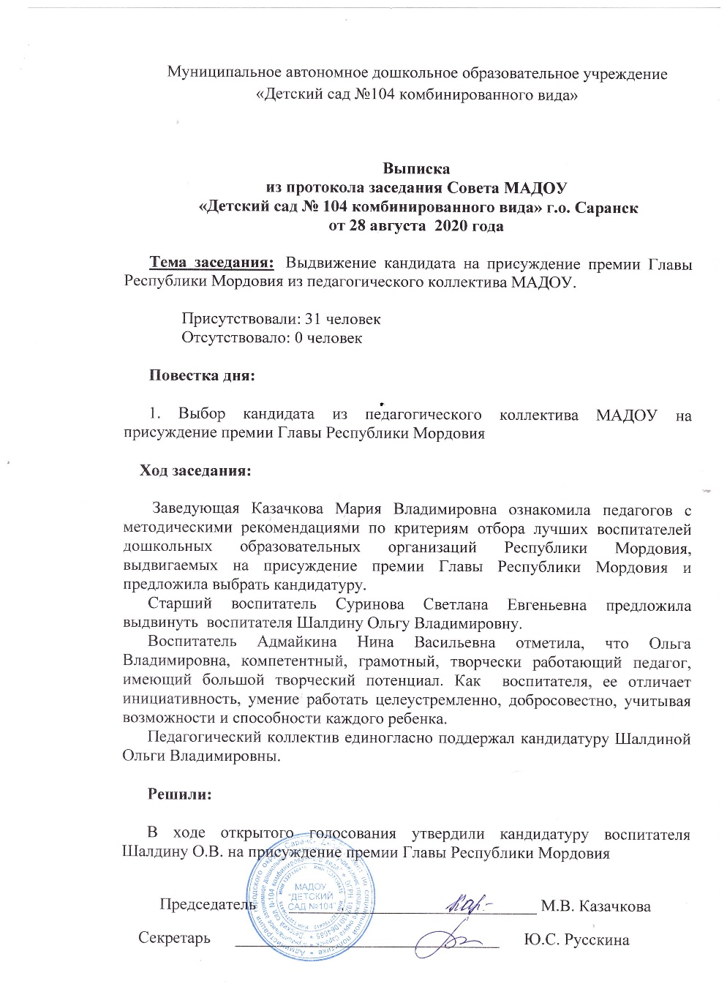 Муниципальное автономное дошкольное образовательное учреждение
«Детский сад №104 комбинированного вида»
Выписка
из протокола заседания Совета МАДОУ
«Детский сад № 104 комбинированного вида» г.о. Саранск
от 28 августа 2020 года
Тема заседания: Выдвижение кандидата на присуждение премии Главы
Республики Мордовия из педагогического коллектива МАДОУ.
Присутствовали: 31 человек
Отсутствовало: 0 человек
Повестка дня:
1. Выбор кандидата из педагогического коллектива МАДОУ на
присуждение премии Главы Республики Мордовия
Ход заседания:
Заведующая Казачкова Мария Владимировна ознакомила педагогов с
методическими рекомендациями по критериям отбора лучших воспитателей
дошкольных образовательных организаций Республики Мордовия,
выдвигаемых на присуждение премии Главы Республики Мордовия и
предложила выбрать кандидатуру.
Старший воспитатель Суринова Светлана Евгеньевна предложила
выдвинуть воспитателя Шалдину Ольгу Владимировну.
Воспитатель Адмайкина Нина Васильевна отметила, что Ольга
Владимировна, компетентный, грамотный, творчески работающий педагог,
имеющий большой творческий потенциал. Как воспитателя, ее отличает
инициативность, умение работать целеустремленно, добросовестно, учитывая
возможности и способности каждого ребенка.
Педагогический коллектив единогласно поддержал кандидатуру Шалдиной
Ольги Владимировны.
Решили:
В ходе открытого голосования утвердили кандидатуру воспитателя
Шалдину О.В. на присуждение премии Главы Республики Мордовия
МАДОУ
"ДЕТСКИЙ
САД №104"
Председатель М.В. Казачкова
Секретарь Ю.С. Русскина